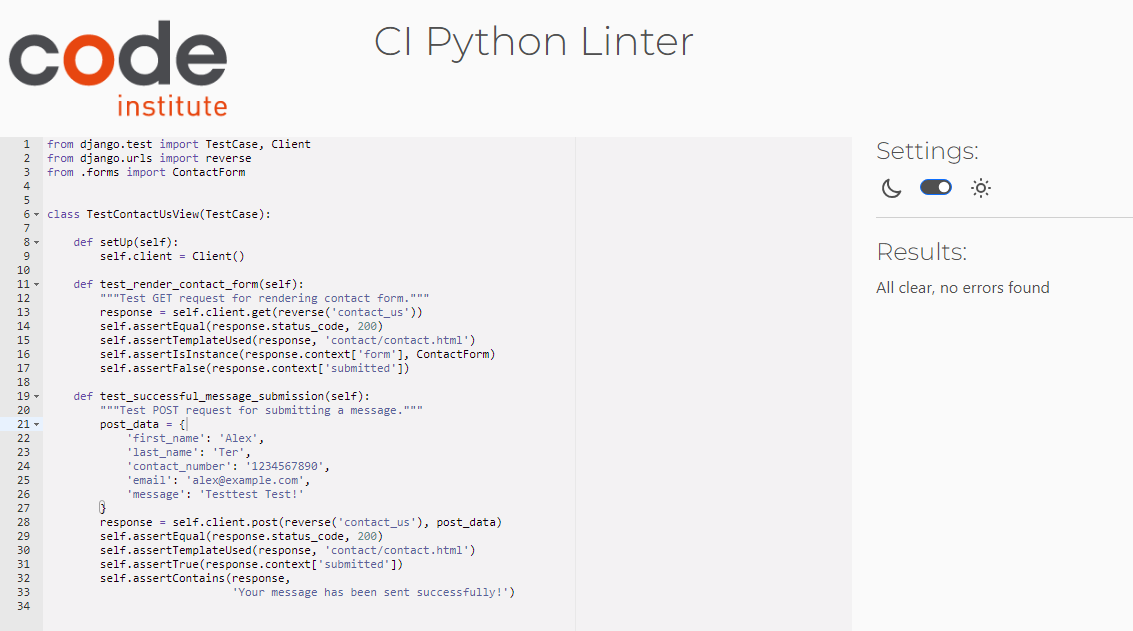 code
institute
CI Python Linter
1 from django.test import TestCase, Client
2 from django.urls import reverse
3 from .forms import ContactForm
4
5
6 class TestContactUsView(TestCase):
7
8     def setUp(self):
9         self.client = Client()
10
11     def test_render_contact_form(self):
12         """Test GET request for rendering contact form."""
13         response = self.client.get(reverse('contact_us'))
14         self.assertEqual(response.status_code, 200)
15         self.assertTemplateUsed(response, 'contact/contact.html')
16         self.assertIsInstance(response.context['form'], ContactForm)
17         self.assertFalse(response.context['submitted'])
18
19     def test_successful_message_submission(self):
20         """Test POST request for submitting a message."""
21         post_data = {
22             'first_name': 'Alex',
23             'last_name': 'Ter',
24             'contact_number': '1234567890',
25             'email': 'alex@example.com',
26             'message': 'Testtest Test!'
27         }
28         response = self.client.post(reverse('contact_us'), post_data)
29         self.assertEqual(response.status_code, 200)
30         self.assertTemplateUsed(response, 'contact/contact.html')
31         self.assertTrue(response.context['submitted'])
32         self.assertContains(response,
33                             'Your message has been sent successfully!')
34
Settings:
Results:
All clear, no errors found